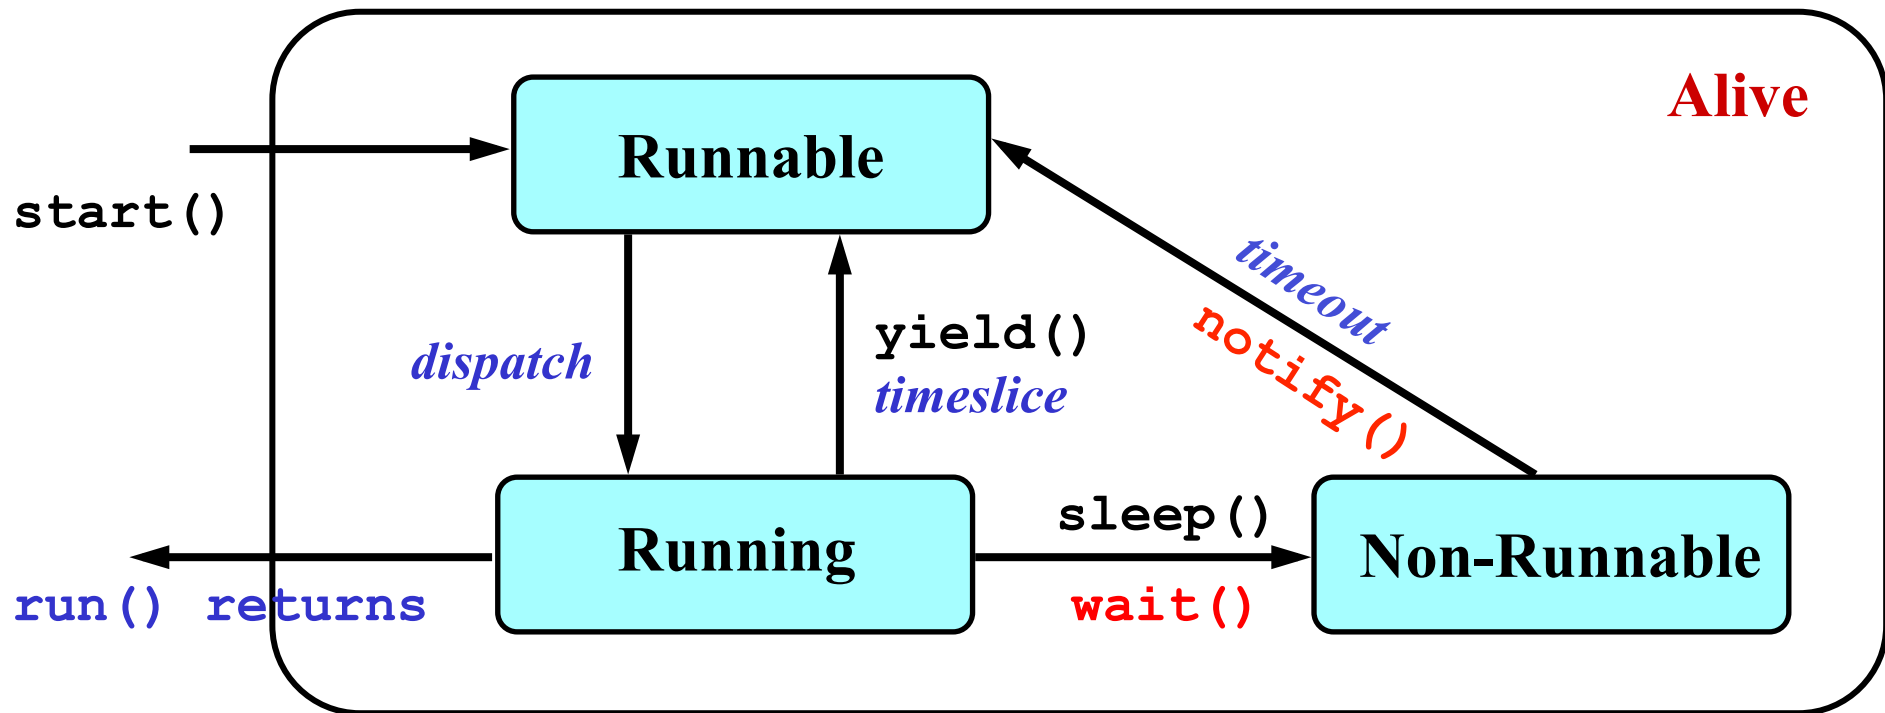 Alive
Runnable
start()
timeout
notify()
yield()
dispatch
timeslice
sleep()
Running
Non-Runnable
run() returns
wait()